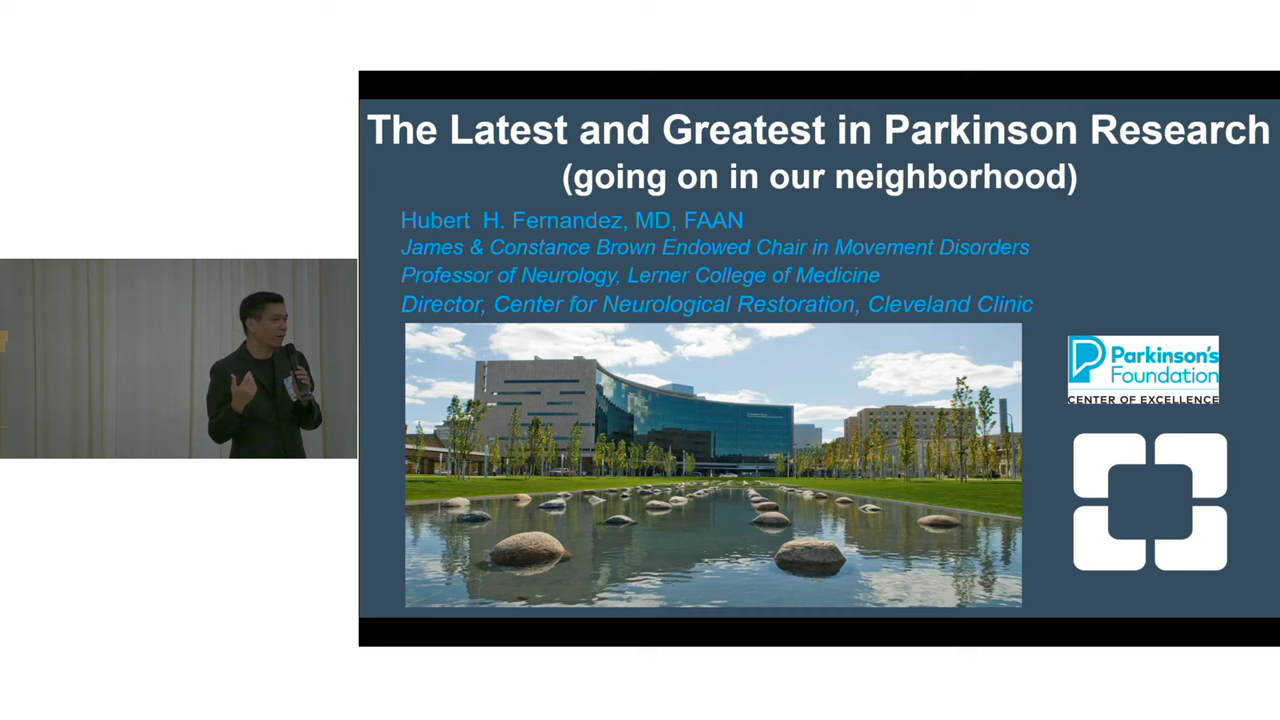 The Latest and Greatest in Parkinson Research
(going on in our neighborhood)
Hubert H. Fernandez, MD, FAAN
James & Constance Brown Endowed Chair in Movement Disorders
Professor of Neurology, Lerner College of Medicine
Director, Center for Neurological Restoration, Cleveland Clinic
Parkinson's
Foundation
CENTER OF EXCELLENCE